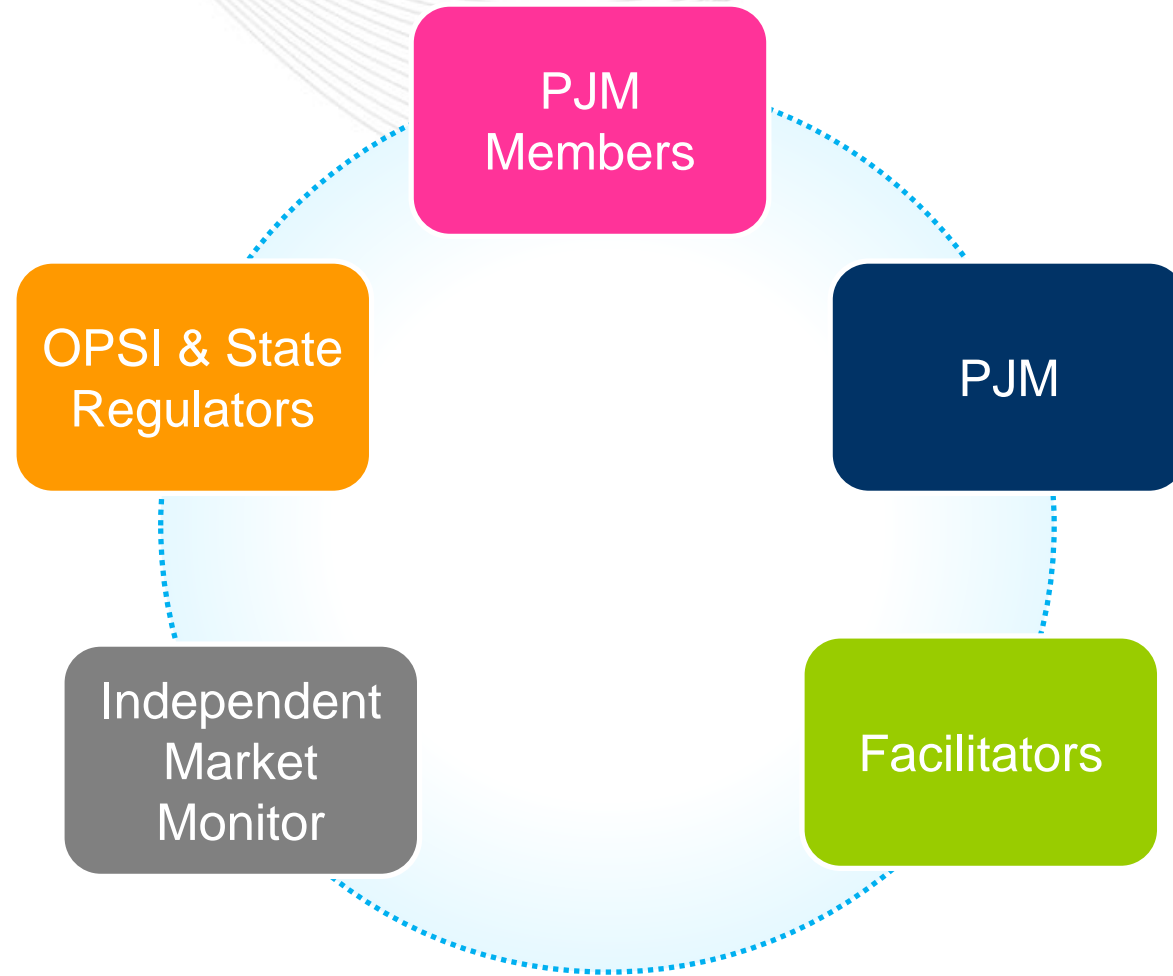 PJM
Members
OPSI & State
Regulators
PJM
Independent
Market
Monitor
Facilitators